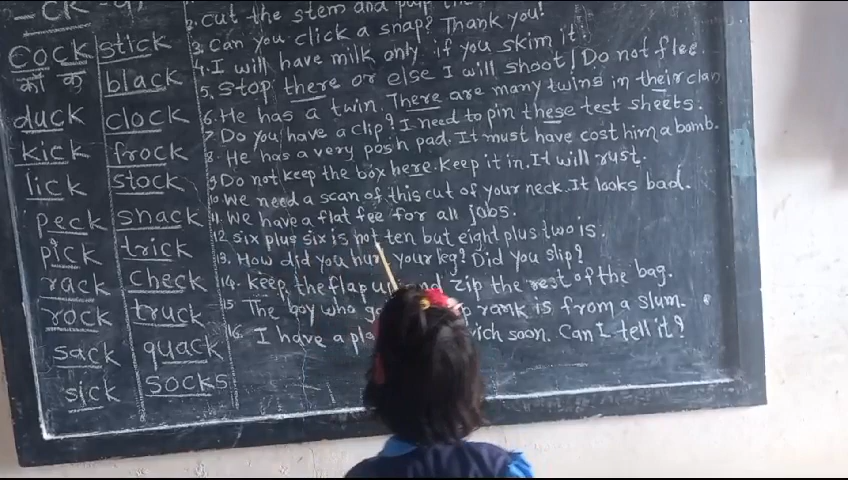 -CK-
COCK
कॉ क
duck
kick
lick
peck
pick
rack
rock
sack
sick
stick
black
clock
frock
stock
snack
trick
Check
truck
quack
socks
2. cut the stem and
3. Can you click a snap? Thank you!
4. I will have milk only if you skim it.
5. Stop there or else I will shoot! Do not flee.
6. He has a twin. There are many twins in their clan
7. Do you have a clip? I need to pin these test sheets.
8. He has a very posh pad. It must have cost him a bomb.
9. Do not keep the box here. Keep it in. It will rust.
10. We need a scan of this cut of your neck. It looks bad.
11. We have a flat fee for all jobs.
12. six plus six is not ten but eight plus two is.
13. How did you hurt your leg? Did you slip?
14. Keep the flap up and zip the rest of the bag.
15. The boy who rank is from a slum.
16. I have a rich soon. Can I tell it?